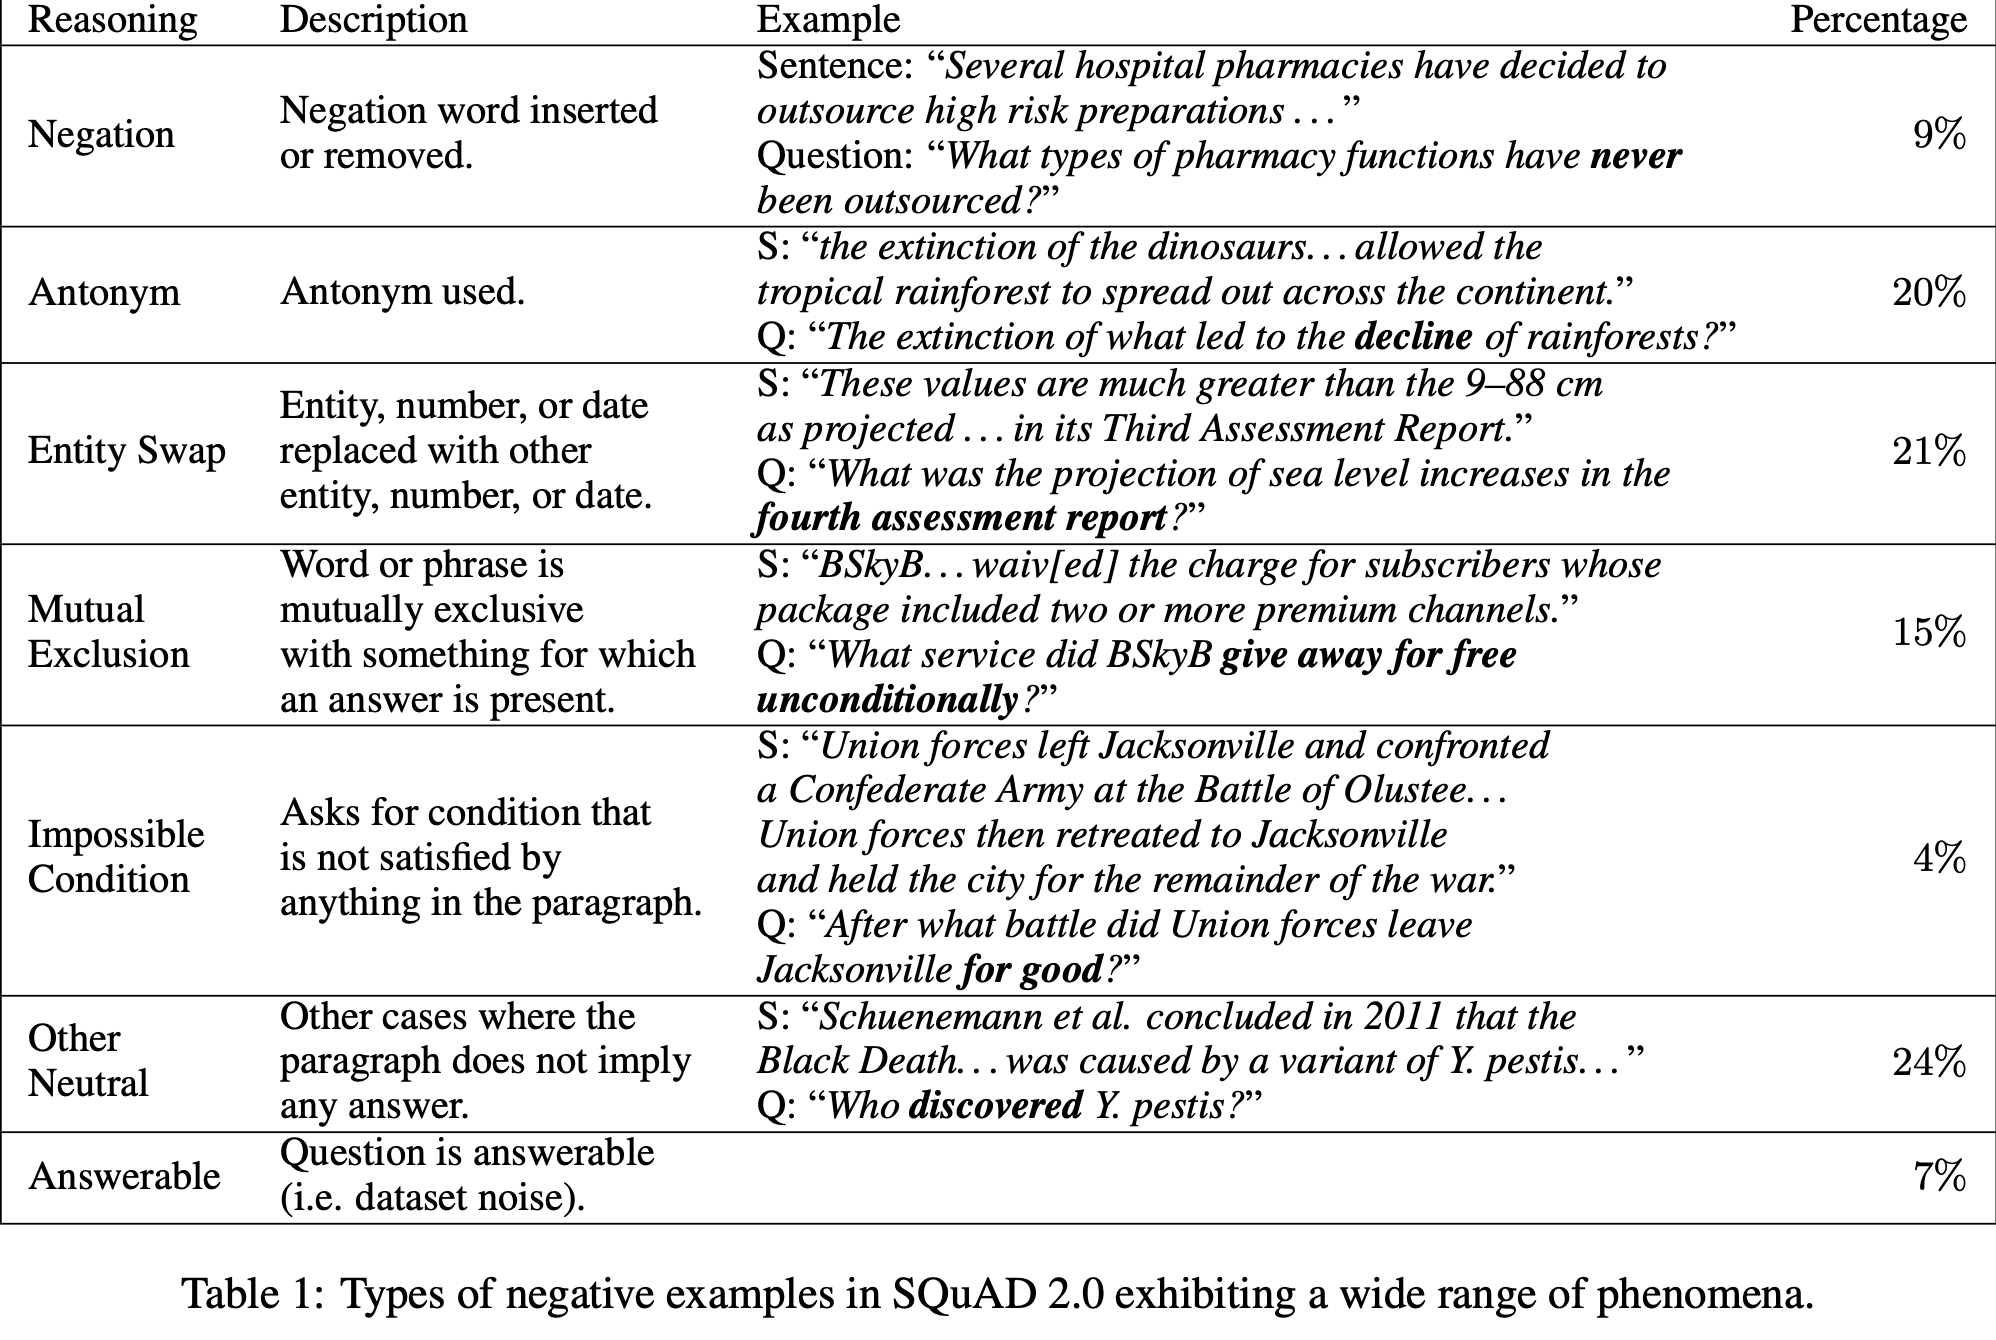 Reasoning Description Example Percentage
Negation
Negation word inserted
or removed.
Sentence: “Several hospital pharmacies have decided to
outsource high risk preparations . . . ”
Question: “What types of pharmacy functions have never
been outsourced?”
9%
Antonym
Antonym used.
S: “the extinction of the dinosaurs. . . allowed the
tropical rainforest to spread out across the continent.”
Q: “The extinction of what led to the decline of rainforests?”
20%
Entity Swap
Entity, number, or date
replaced with other
entity, number, or date.
S: “These values are much greater than the 9–88 cm
as projected . . . in its Third Assessment Report.”
Q: “What was the projection of sea level increases in the
fourth assessment report?”
21%
Mutual
Exclusion
Word or phrase is
mutually exclusive
with something for which
an answer is present.
S: “BSkyB. . . waiv[ed] the charge for subscribers whose
package included two or more premium channels.”
Q: “What service did BSkyB give away for free
unconditionally?”
15%
Impossible
Condition
Asks for condition that
is not satisfied by
anything in the paragraph.
S: “Union forces left Jacksonville and confronted
a Confederate Army at the Battle of Olustee. . .
Union forces then retreated to Jacksonville
and held the city for the remainder of the war.”
Q: “After what battle did Union forces leave
Jacksonville for good?”
4%
Other
Neutral
Other cases where the
paragraph does not imply
any answer.
S: “Schuenemann et al. concluded in 2011 that the
Black Death. . . was caused by a variant of Y. pestis. . . ”
Q: “Who discovered Y. pestis?”
24%
Answerable
Question is answerable
(i.e. dataset noise).
7%
Table 1: Types of negative examples in SQuAD 2.0 exhibiting a wide range of phenomena.